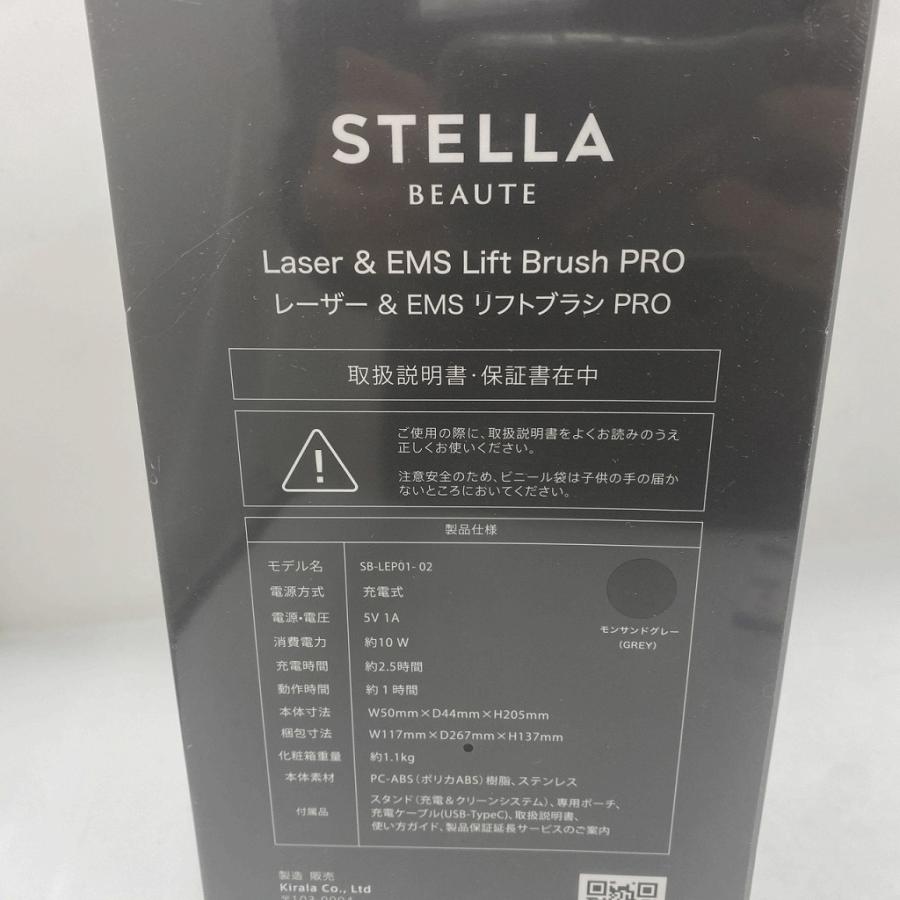 STELLA
BEAUTE
Laser & EMS Lift Brush PRO
レーザー & EMS リフトブラシ PRO
取扱説明書・保証書在中
ご使用の際に、取扱説明書をよくお読みのうえ
正しくお使いください。
注意安全のため、ビニール袋は子供の手の届か
ないところにおいてください。
製品仕様
モデル名 SB-LEP01- 02
電源方式 充電式
電源・電圧 5V 1A
消費電力 約10 W
充電時間 約2.5時間
動作時間 約1時間
本体寸法 W50mm×D44mm×H205mm
梱包寸法 W117mm×D267mm×H137mm
化粧箱重量 約1.1kg
本体素材 PC-ABS（ポリカABS）樹脂、ステンレス
付属品 スタンド（充電＆クリーンシステム）、専用ポーチ、
充電ケーブル(USB-TypeC)、取扱説明書、
使い方ガイド、製品保証延長サービスのご案内
モンサンドグレー
（GREY）
製造 販売
Kirala Co., Ltd